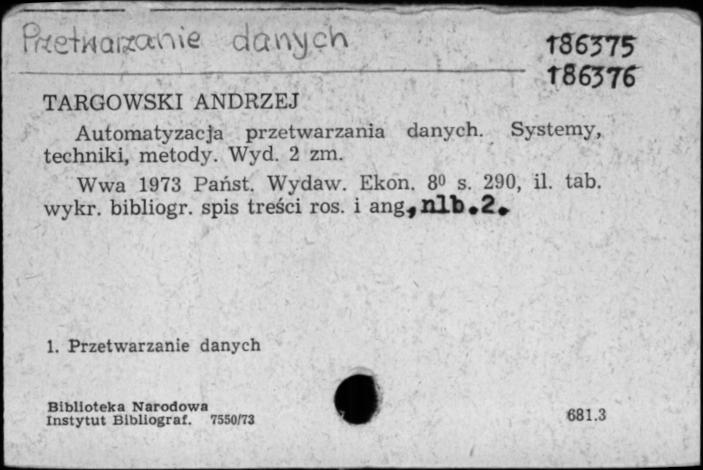 Przetwarzanie danych
186375
186376
TARGOWSKI ANDRZEJ
Automatyzacja przetwarzania danych. Systemy,
techniki, metody. Wyd. 2 zm.
Wwa 1973 Państ. Wydaw. Ekon. 8⁰ s. 290, il. tab.
wykr. bibliogr. spis treści ros. i ang, nlb.2.
1. Przetwarzanie danych
Biblioteka Narodowa
Instytut Bibliograf. 7550/73
681.3